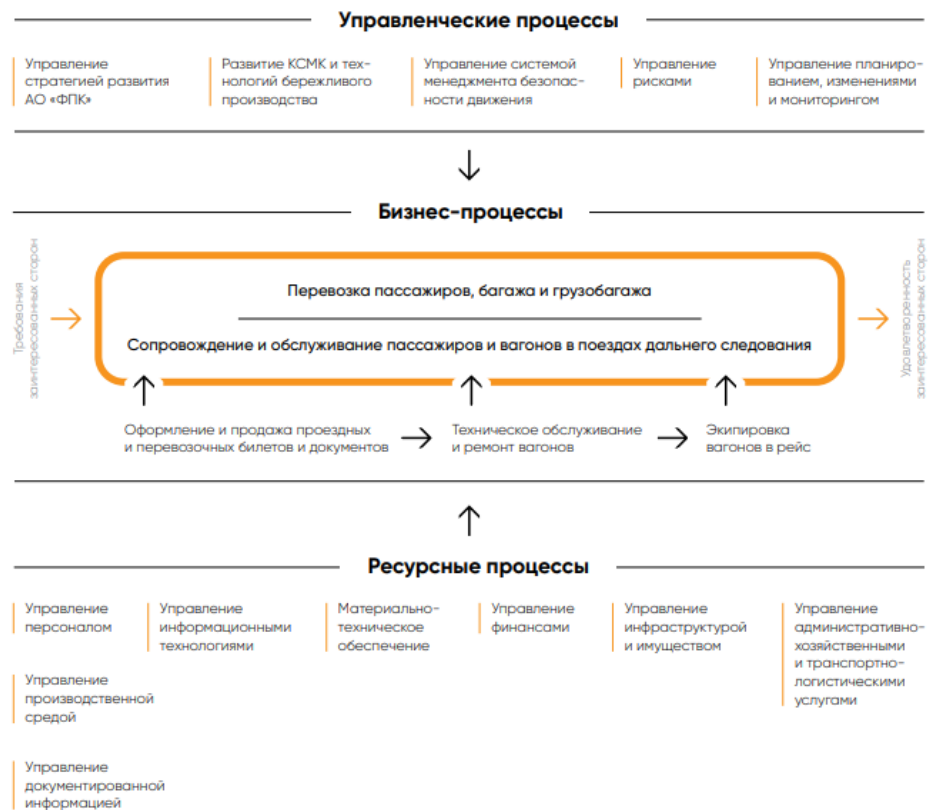 Управленческие процессы
Управление
стратегией развития
АО «ФПК»
Развитие КСМК и тех-
нологий бережливого
производства
Управление системой
менеджмента безопас-
ности движения
Управление
рисками
Управление планиро-
ванием, изменениями
и мониторингом
Бизнес-процессы
Требования
заинтересованных сторон
Перевозка пассажиров, багажа и грузобагажа
Сопровождение и обслуживание пассажиров и вагонов в поездах дальнего следования
Удовлетворенность
заинтересованных сторон
Оформление и продажа проездных
и перевозочных билетов и документов
Техническое обслуживание
и ремонт вагонов
Экипировка
вагонов в рейс
Ресурсные процессы
Управление
персоналом
Управление
информационными
технологиями
Материально-
техническое
обеспечение
Управление
финансами
Управление
инфраструктурой
и имуществом
Управление
административно-
хозяйственными
и транспортно-
логистическими
услугами
Управление
производственной
средой
Управление
документированной
информацией